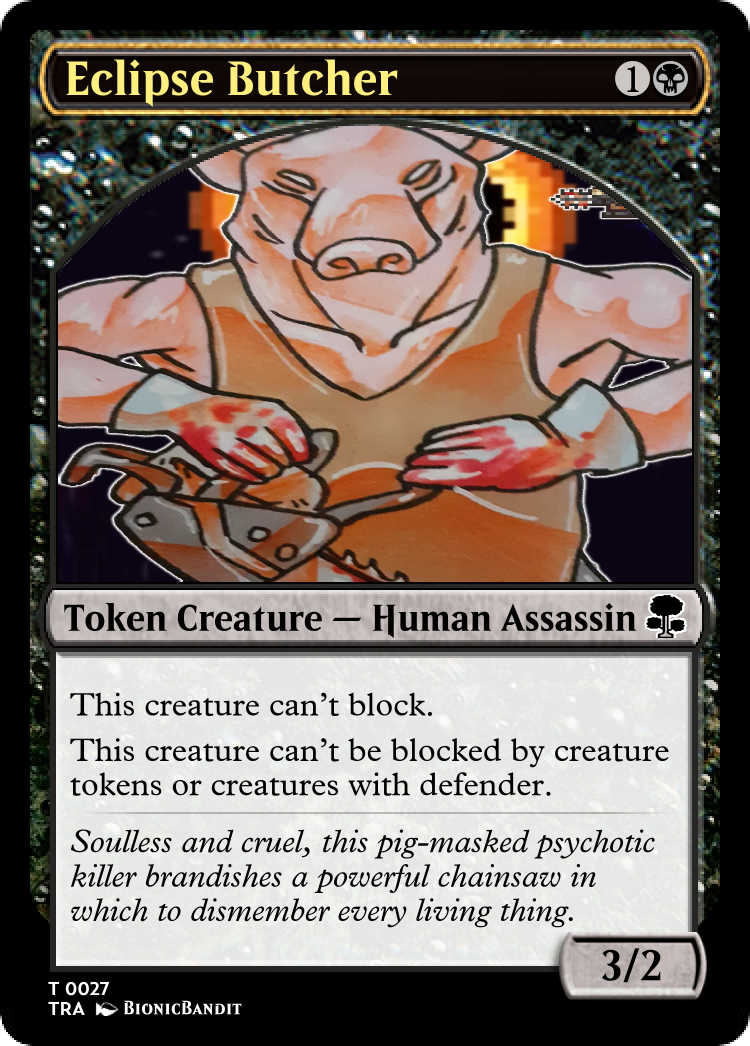 Eclipse Butcher 1
Token Creature — Human Assassin
This creature can't block.
This creature can't be blocked by creature
tokens or creatures with defender.
Soulless and cruel, this pig-masked psychotic
killer brandishes a powerful chainsaw in
which to dismember every living thing.
3/2
T 0027
TRA BionicBandit